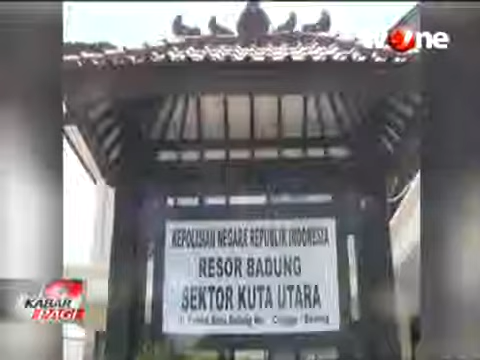 tvOne
KEPOLISIAN NEGARA REPUBLIK INDONESIA
RESOR BADUNG
SEKTOR KUTA UTARA
KABAR
PAGI